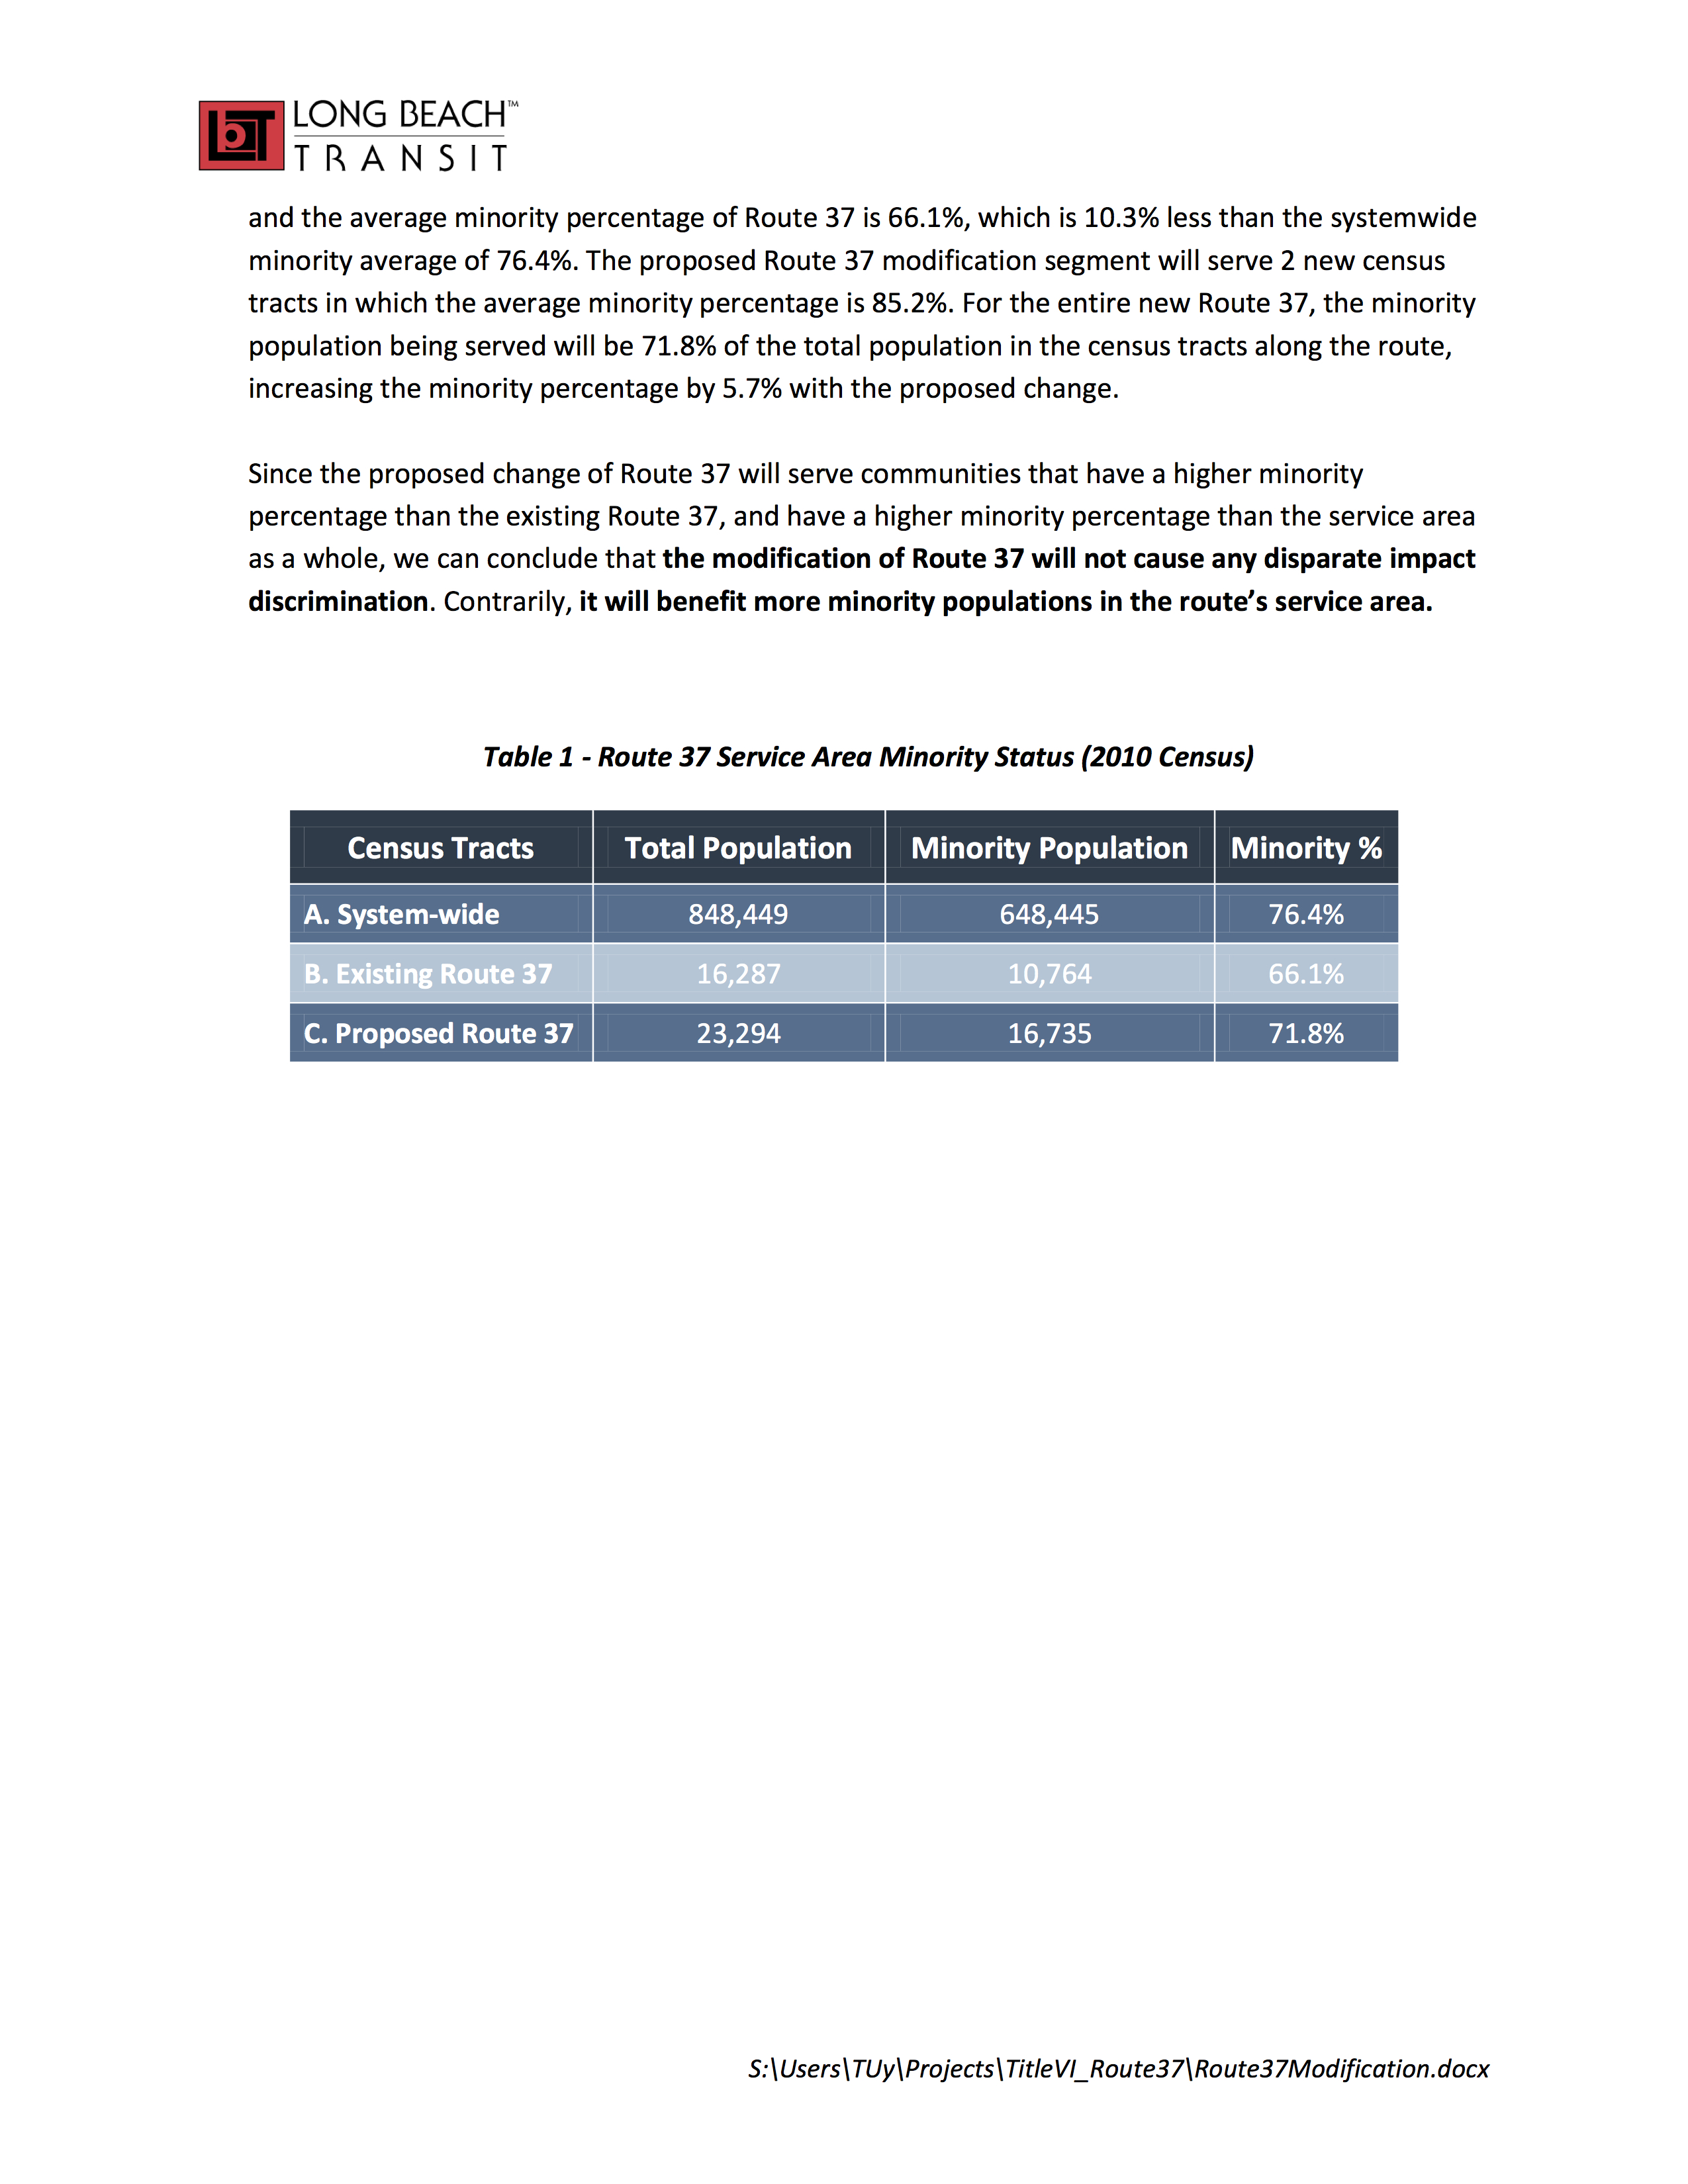 LONG BEACH™
TRANSIT
and the average minority percentage of Route 37 is 66.1%, which is 10.3% less than the systemwide
minority average of 76.4%. The proposed Route 37 modification segment will serve 2 new census
tracts in which the average minority percentage is 85.2%. For the entire new Route 37, the minority
population being served will be 71.8% of the total population in the census tracts along the route,
increasing the minority percentage by 5.7% with the proposed change.
Since the proposed change of Route 37 will serve communities that have a higher minority
percentage than the existing Route 37, and have a higher minority percentage than the service area
as a whole, we can conclude that the modification of Route 37 will not cause any disparate impact
discrimination. Contrarily, it will benefit more minority populations in the route’s service area.
Table 1 - Route 37 Service Area Minority Status (2010 Census)
Census Tracts Total Population Minority Population Minority %
A. System-wide 848,449 648,445 76.4%
B. Existing Route 37 16,287 10,764 66.1%
C. Proposed Route 37 23,294 16,735 71.8%
S:\Users\TUy\Projects\TitleVI_Route37\Route37Modification.docx